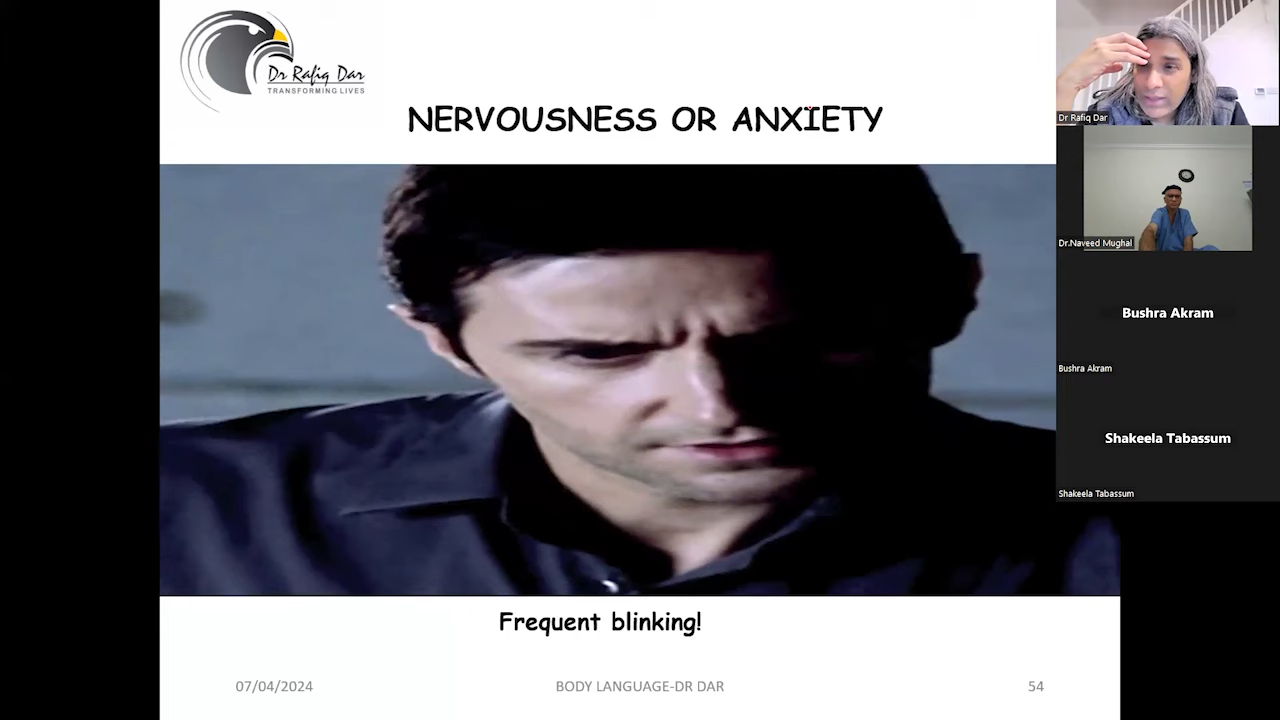 Dr Rafiq Dar
TRANSFORMING LIVES
NERVOUSNESS OR ANXIETY
Frequent blinking!
07/04/2024
BODY LANGUAGE-DR DAR
54
Dr Rafiq Dar
Dr.Naveed Mughal
Bushra Akram
Bushra Akram
Shakeela Tabassum
Shakeela Tabassum